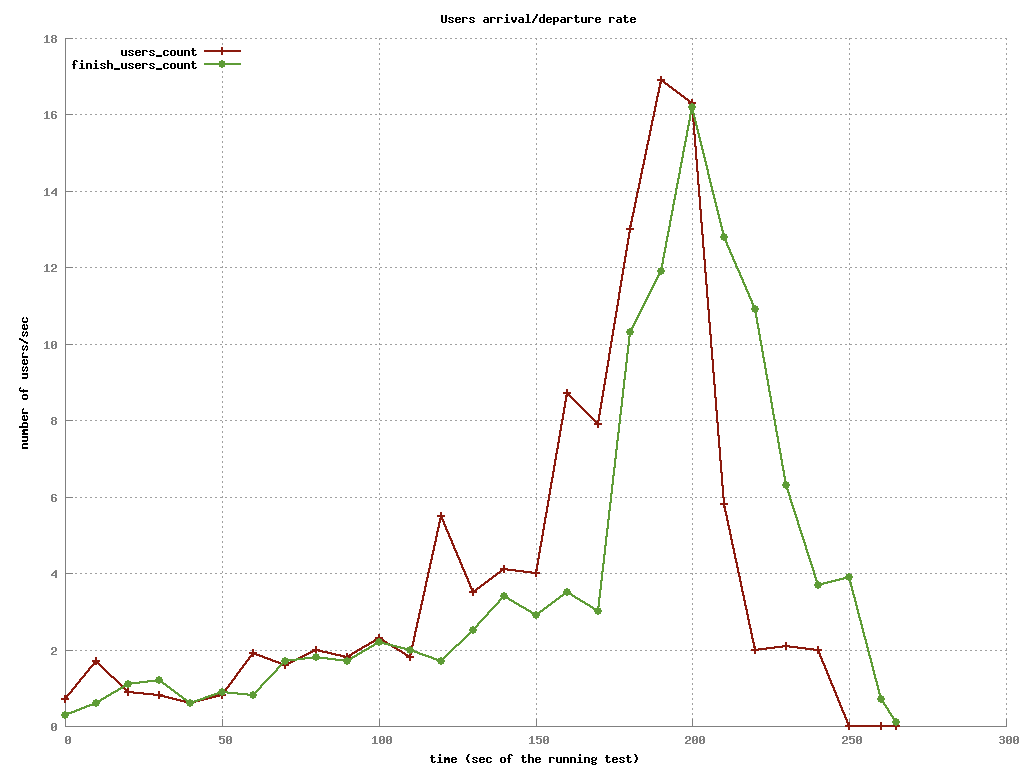 Users arrival/departure rate
users_count
finish_users_count
18
16
14
12
10
8
6
4
2
0
number of users/sec
0 50 100 150 200 250 300
time (sec of the running test)